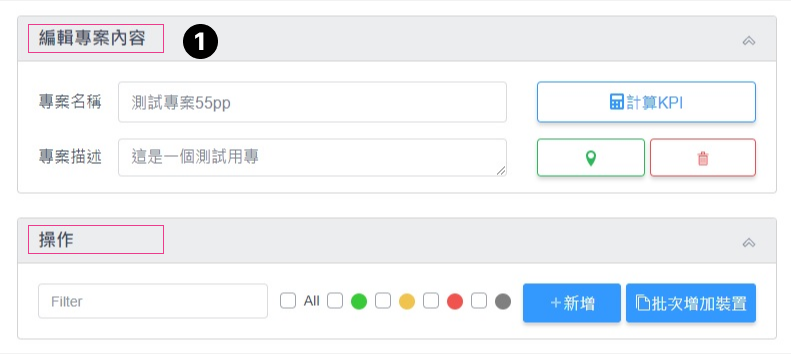 編輯專案內容
1
專案名稱
測試專案55pp
計算KPI
專案描述
這是一個測試用專
操作
Filter
All
+新增
批次增加裝置